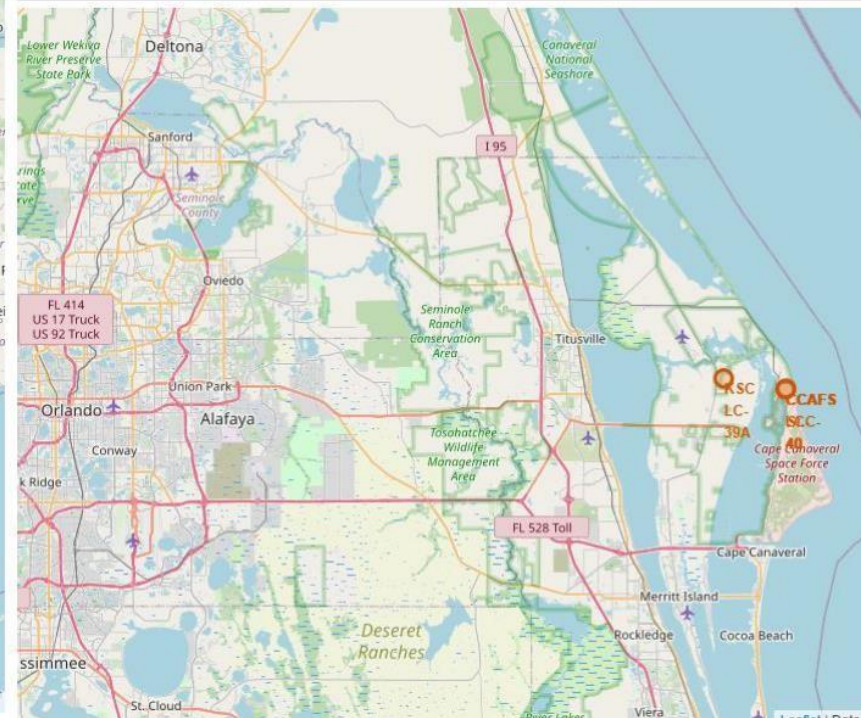 Deltona
Lower Wekiva
River Preserve
State Park
Canaveral
National
Seashore
Sanford
I 95
Seminole
County
Oviedo
FL 414
US 17 Truck
US 92 Truck
Seminole
Ranch
Conservation
Area
Titusville
KSC
LC-
39A
CCAFS
40
Union Park
Orlando
Alafaya
Conway
Tosohatchee
Wildlife
Management
Area
Cape Canaveral
Space Force
Station
k Ridge
FL 528 Toll
Cape Canaveral
Merritt Island
Deseret
Ranches
Rockledge
Cocoa Beach
ssimmee
St. Cloud
Viera